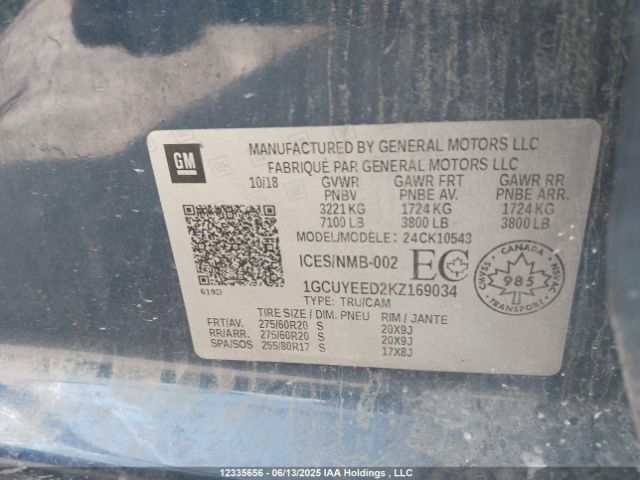 GM
MANUFACTURED BY GENERAL MOTORS LLC
FABRIQUÉ PAR GENERAL MOTORS LLC
10/18 GVWR GAWR FRT GAWR RR
PNBV PNBE AV. PNBE ARR.
3221 KG 1724 KG 1724 KG
7100 LB 3800 LB 3800 LB
MODEL/MODÈLE: 24CK10543
ICES/NMB-002 EC
CANADA
CMVSS 985 NSVAC
TRANSPORT
619D
1GCUYEED2KZ169034
TYPE: TRU/CAM
TIRE SIZE / DIM. PNEU RIM / JANTE
FRT/AV. 275/60R20 S 20X9J
RR/ARR. 275/60R20 S 20X9J
SPA/SOS 255/80R17 S 17X8J
12335656 - 06/13/2025 IAA Holdings , LLC